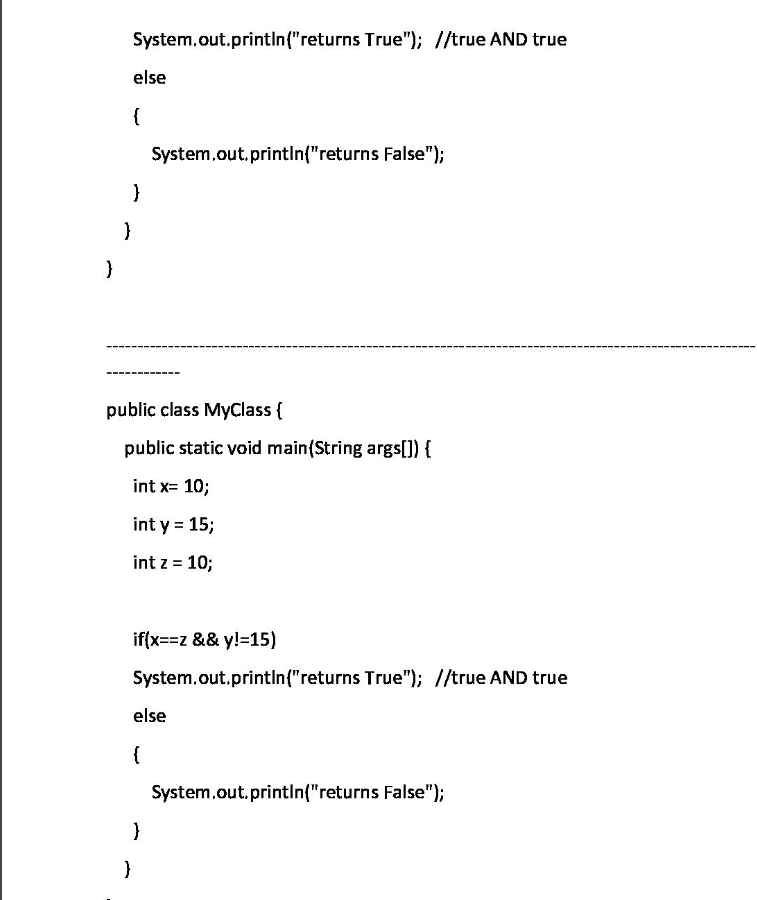 System.out.println("returns True");  //true AND true
else
{
System.out.println("returns False");
}
}
}
--------------------------------------------------------------------------------------------------------
------------
public class MyClass {
public static void main(String args[]) {
int x= 10;
int y = 15;
int z = 10;
if(x==z && y!=15)
System.out.println("returns True");  //true AND true
else
{
System.out.println("returns False");
}
}